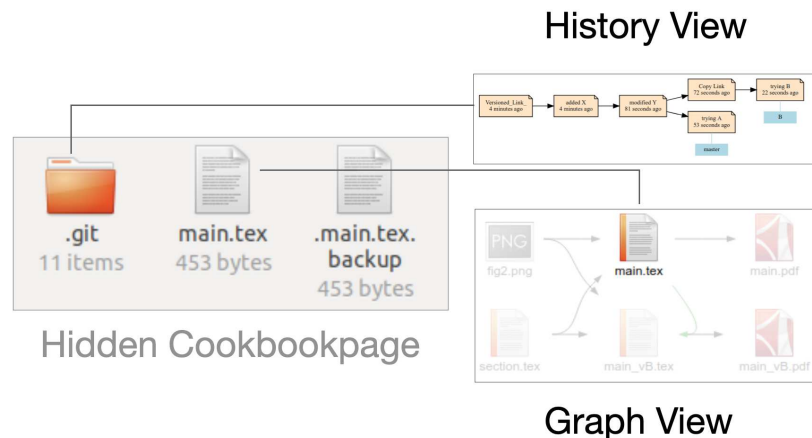 History View
Versioned_Link_
4 minutes ago
added X
4 minutes ago
modified Y
81 seconds ago
Copy Link
72 seconds ago
trying B
22 seconds ago
B
trying A
53 seconds ago
master
.git
11 items
main.tex
453 bytes
.main.tex.
backup
453 bytes
Hidden Cookbookpage
PNG
fig2.png
main.tex
main.pdf
section.tex
main_vB.tex
main_vB.pdf
Graph View